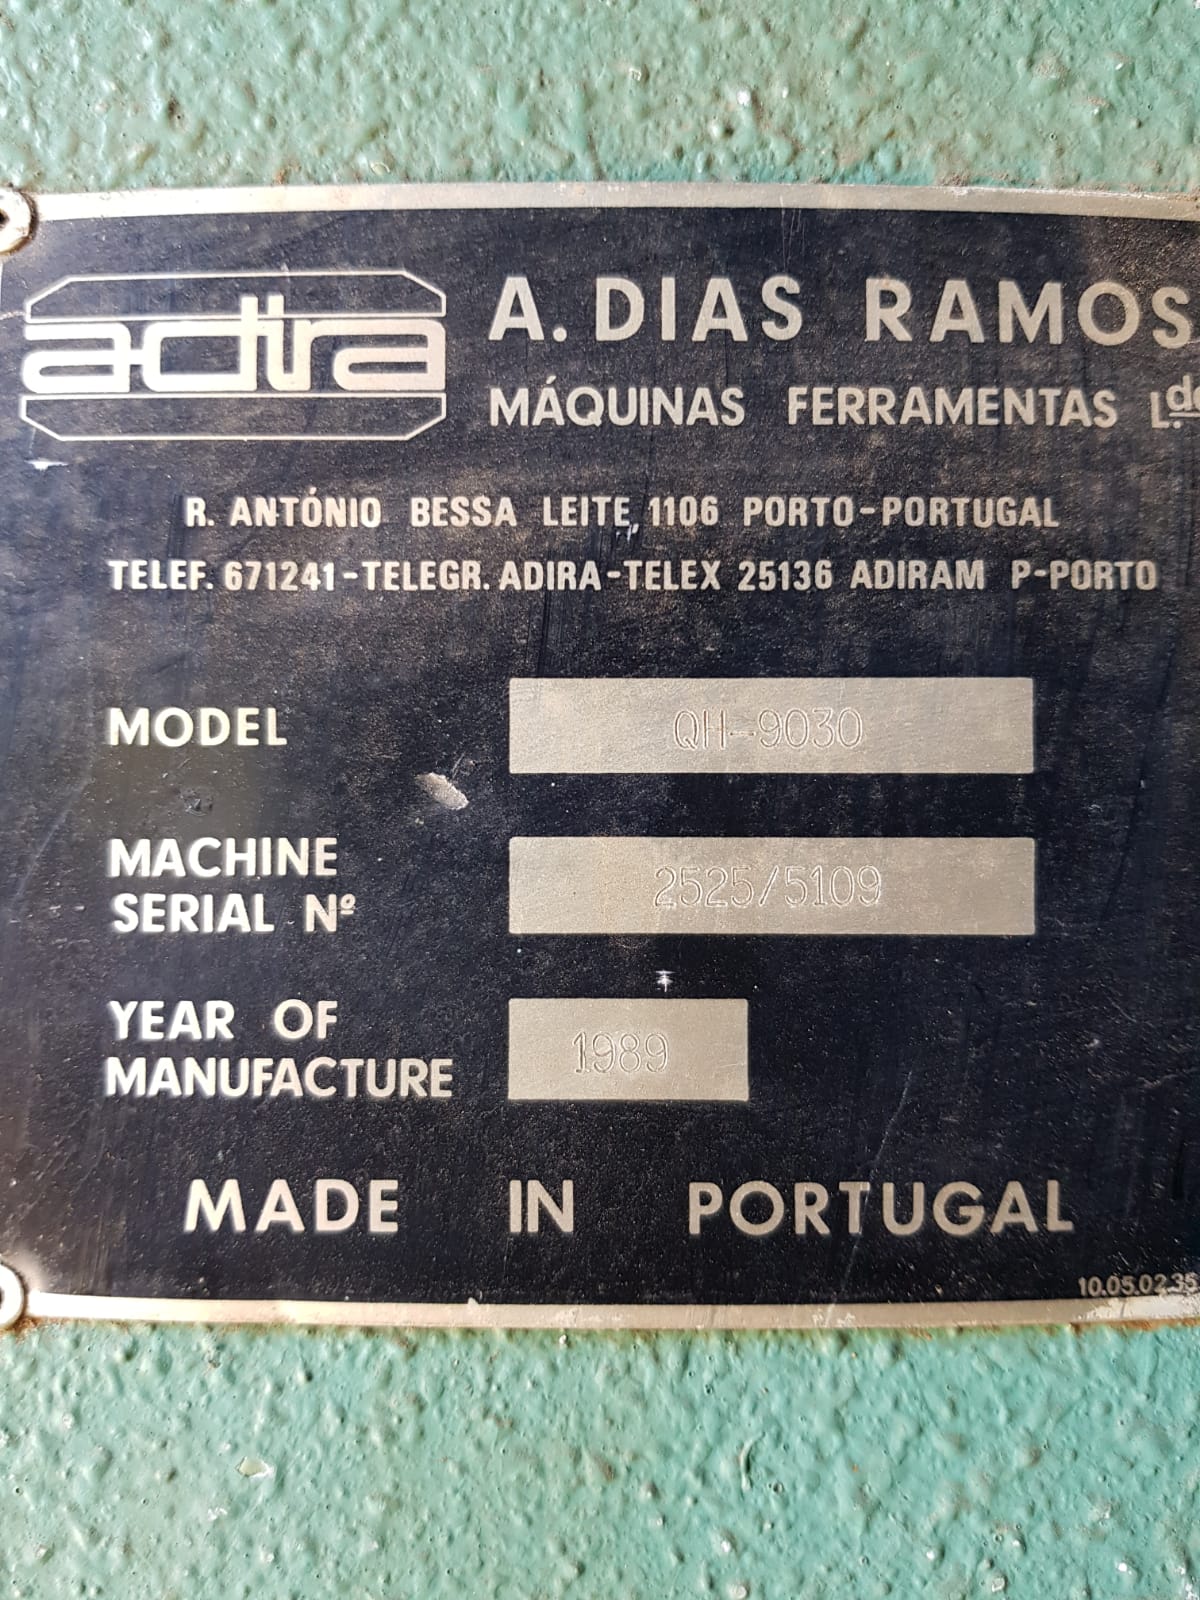 adira
A. DIAS RAMOS
MÁQUINAS FERRAMENTAS Lda
R. ANTÓNIO BESSA LEITE, 1106 PORTO-PORTUGAL
TELEF. 671241-TELEGR. ADIRA-TELEX 25136 ADIRAM P-PORTO
MODEL QH-9030
MACHINE
SERIAL Nº 2525/5109
YEAR OF
MANUFACTURE 1989
MADE IN PORTUGAL
10.05.02.35